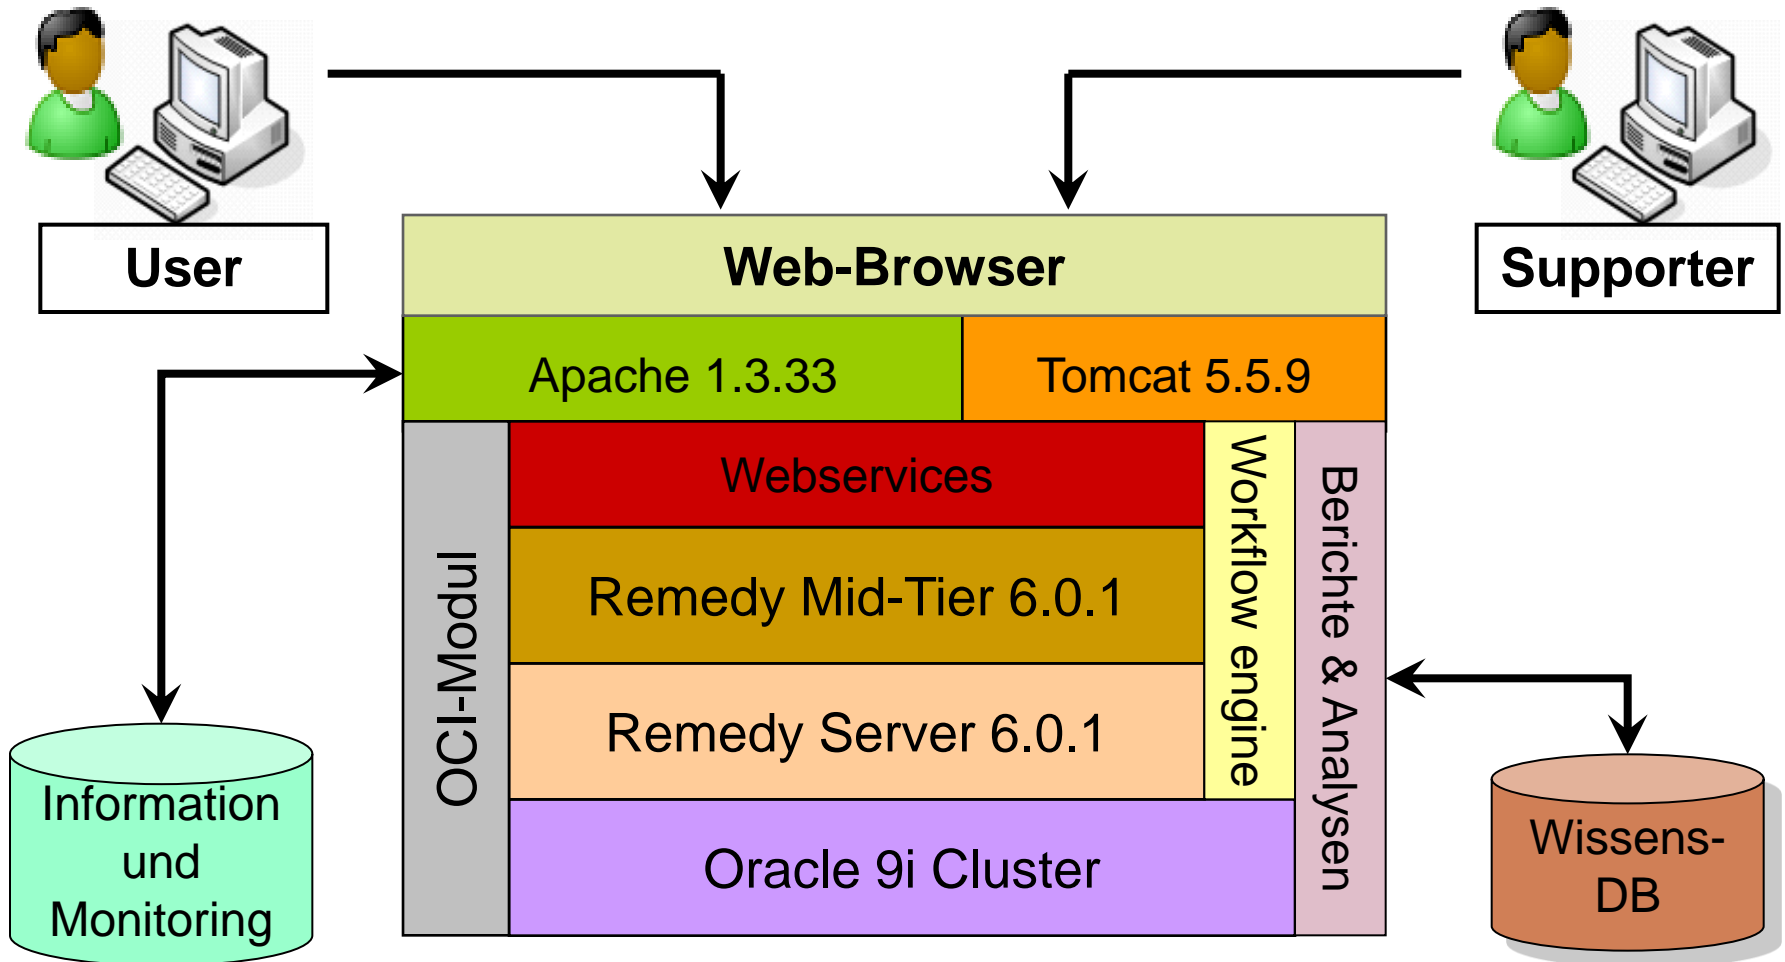 User
Supporter
Web-Browser
Apache 1.3.33
Tomcat 5.5.9
OCI-Modul
Webservices
Remedy Mid-Tier 6.0.1
Remedy Server 6.0.1
Oracle 9i Cluster
Workflow engine
Berichte & Analysen
Information
und
Monitoring
Wissens-
DB